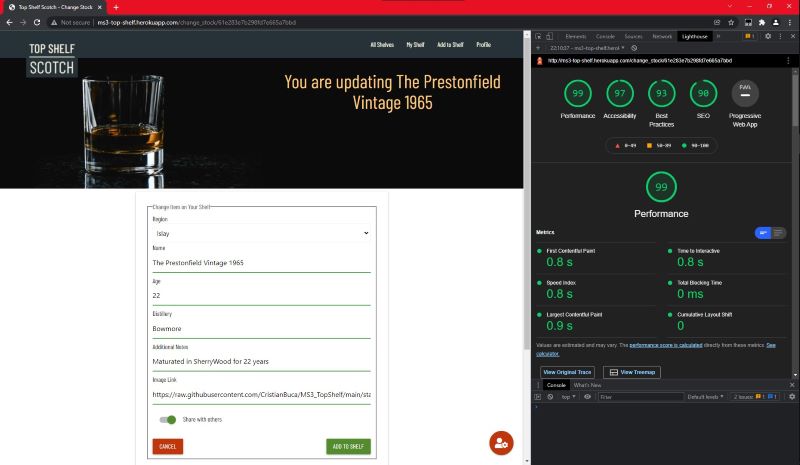 Top Shelf Scotch - Change Stock
Not secure | ms3-top-shelf.herokuapp.com/change_stock/61e283e7b298fd7e665a7bbd
TOP SHELF
SCOTCH
All Shelves
My Shelf
Add to Shelf
Profile
You are updating The Prestonfield
Vintage 1965
Change Item on Your Shelf
Region
Islay
Name
The Prestonfield Vintage 1965
Age
22
Distillery
Bowmore
Additional Notes
Maturated in SherryWood for 22 years
Image Link
https://raw.githubusercontent.com/CristianBuca/MS3_TopShelf/main/sta
Share with others
CANCEL
ADD TO SHELF
Elements
Console
Sources
Network
Lighthouse
1
22:10:37 - ms3-top-shelf.herol
http://ms3-top-shelf.herokuapp.com/change_stock/61e283e7b298fd7e665a7bbd
99
Performance
97
Accessibility
93
Best
Practices
90
SEO
PWA
Progressive
Web App
0-49
50-89
90-100
99
Performance
Metrics
First Contentful Paint
0.8 s
Time to Interactive
0.8 s
Speed Index
0.8 s
Total Blocking Time
0 ms
Largest Contentful Paint
0.9 s
Cumulative Layout Shift
0
Values are estimated and may vary. The performance score is calculated directly from these metrics. See
calculator.
View Original Trace
View Treemap
Console
What's New
top
Filter
Default levels
2 Issues: 1 1